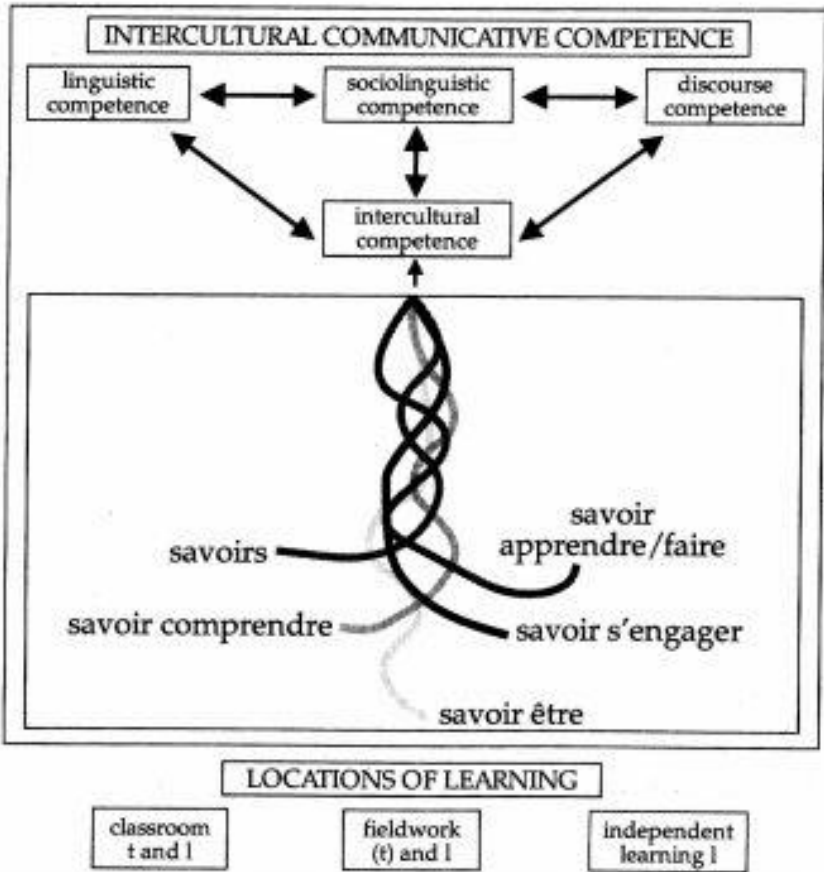 INTERCULTURAL COMMUNICATIVE COMPETENCE
linguistic
competence
sociolinguistic
competence
discourse
competence
intercultural
competence
savoirs
savoir
apprendre/faire
savoir comprendre
savoir s'engager
savoir être
LOCATIONS OF LEARNING
classroom
t and l
fieldwork
(t) and l
independent
learning l